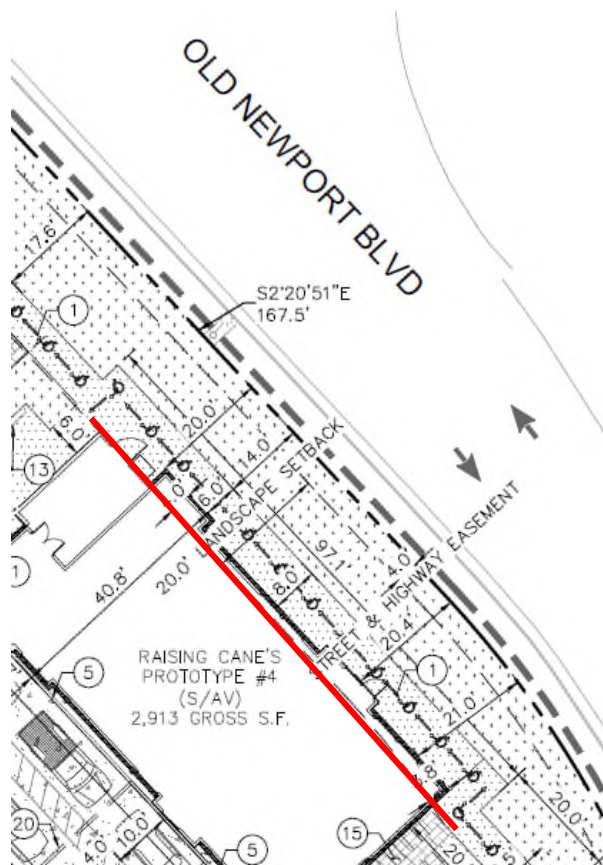 OLD NEWPORT BLVD
S2°20'51"E
167.5'
17.6'
1
6.0'
13
20.0'
14.0'
6.0'
LANDSCAPE SETBACK
97.1'
4.0'
STREET & HIGHWAY EASEMENT
20.4'
8.0'
20.0'
40.8'
RAISING CANE'S
PROTOTYPE #4
(S/AV)
2,913 GROSS S.F.
5
1
21.0'
20.0'
15
20
4.0'
10.0'
5